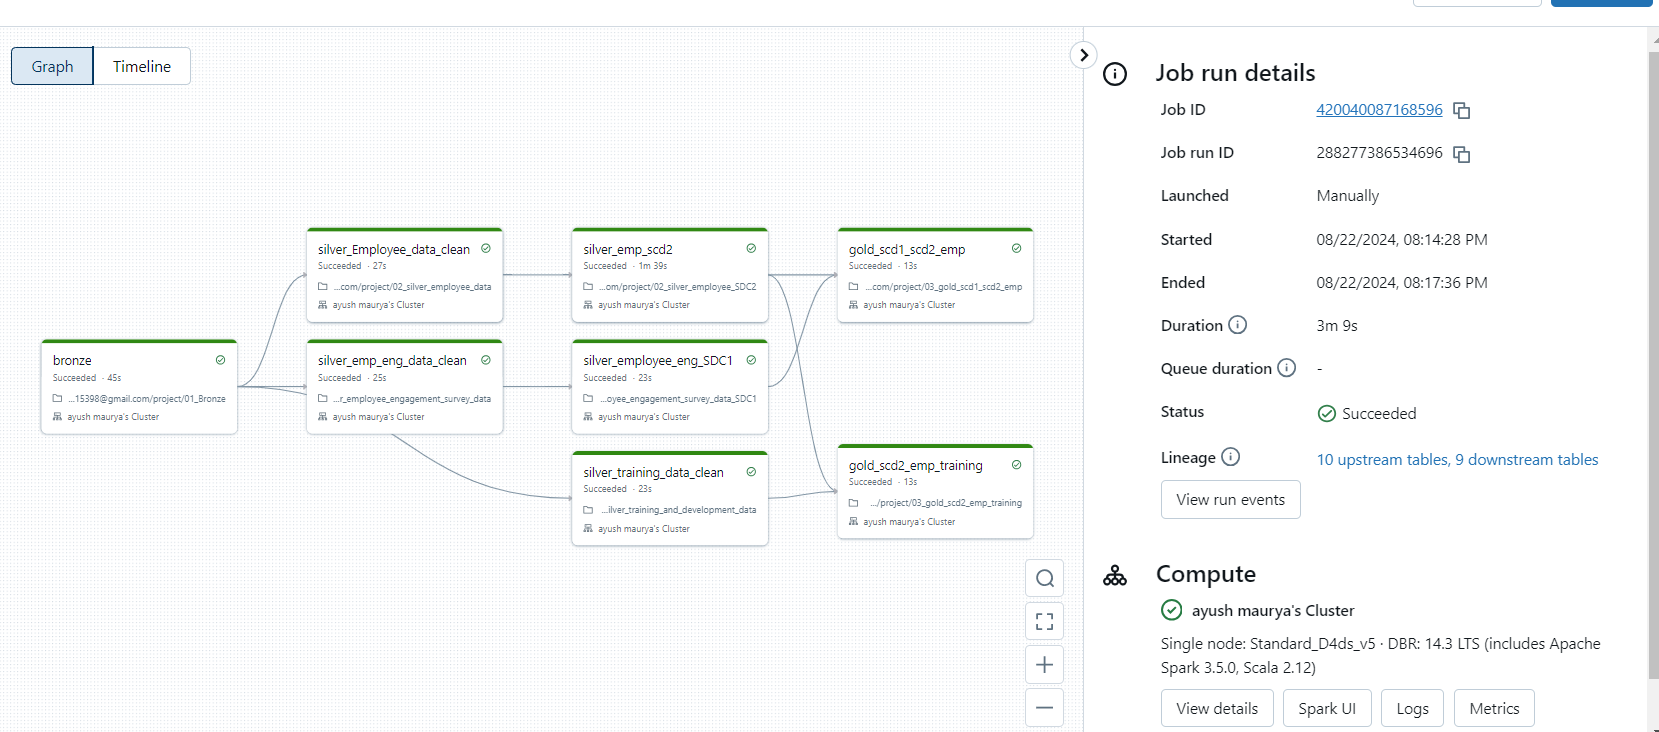 Graph
Timeline
bronze
Succeeded · 45s
...15398@gmail.com/project/01_Bronze
ayush maurya's Cluster
silver_Employee_data_clean
Succeeded · 27s
...com/project/02_silver_employee_data
ayush maurya's Cluster
silver_emp_eng_data_clean
Succeeded · 25s
...r_employee_engagement_survey_data
ayush maurya's Cluster
silver_emp_scd2
Succeeded · 1m 39s
...om/project/02_silver_employee_SDC2
ayush maurya's Cluster
silver_employee_eng_SDC1
Succeeded · 23s
...oyee_engagement_survey_data_SDC1
ayush maurya's Cluster
silver_training_data_clean
Succeeded · 23s
...ilver_training_and_development_data
ayush maurya's Cluster
gold_scd1_scd2_emp
Succeeded · 13s
...com/project/03_gold_scd1_scd2_emp
ayush maurya's Cluster
gold_scd2_emp_training
Succeeded · 13s
.../project/03_gold_scd2_emp_training
ayush maurya's Cluster
Job run details
Job ID 420040087168596
Job run ID 288277386534696
Launched Manually
Started 08/22/2024, 08:14:28 PM
Ended 08/22/2024, 08:17:36 PM
Duration 3m 9s
Queue duration -
Status Succeeded
Lineage 10 upstream tables, 9 downstream tables
View run events
Compute
ayush maurya's Cluster
Single node: Standard_D4ds_v5 · DBR: 14.3 LTS (includes Apache
Spark 3.5.0, Scala 2.12)
View details
Spark UI
Logs
Metrics